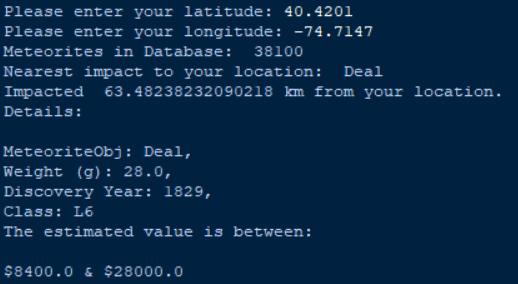 Please enter your latitude: 40.4201
Please enter your longitude: -74.7147
Meteorites in Database:  38100
Nearest impact to your location:  Deal
Impacted  63.48238232090218 km from your location.
Details:

MeteoriteObj: Deal,
Weight (g): 28.0,
Discovery Year: 1829,
Class: L6
The estimated value is between:

$8400.0 & $28000.0